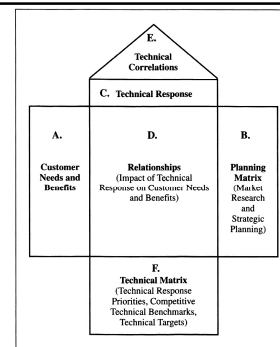 E.
Technical
Correlations
C. Technical Response
A.
Customer
Needs and
Benefits
D.
Relationships
(Impact of Technical
Response on Customer Needs
and Benefits)
B.
Planning
Matrix
(Market
Research
and
Strategic
Planning)
F.
Technical Matrix
(Technical Response
Priorities, Competitive
Technical Benchmarks,
Technical Targets)